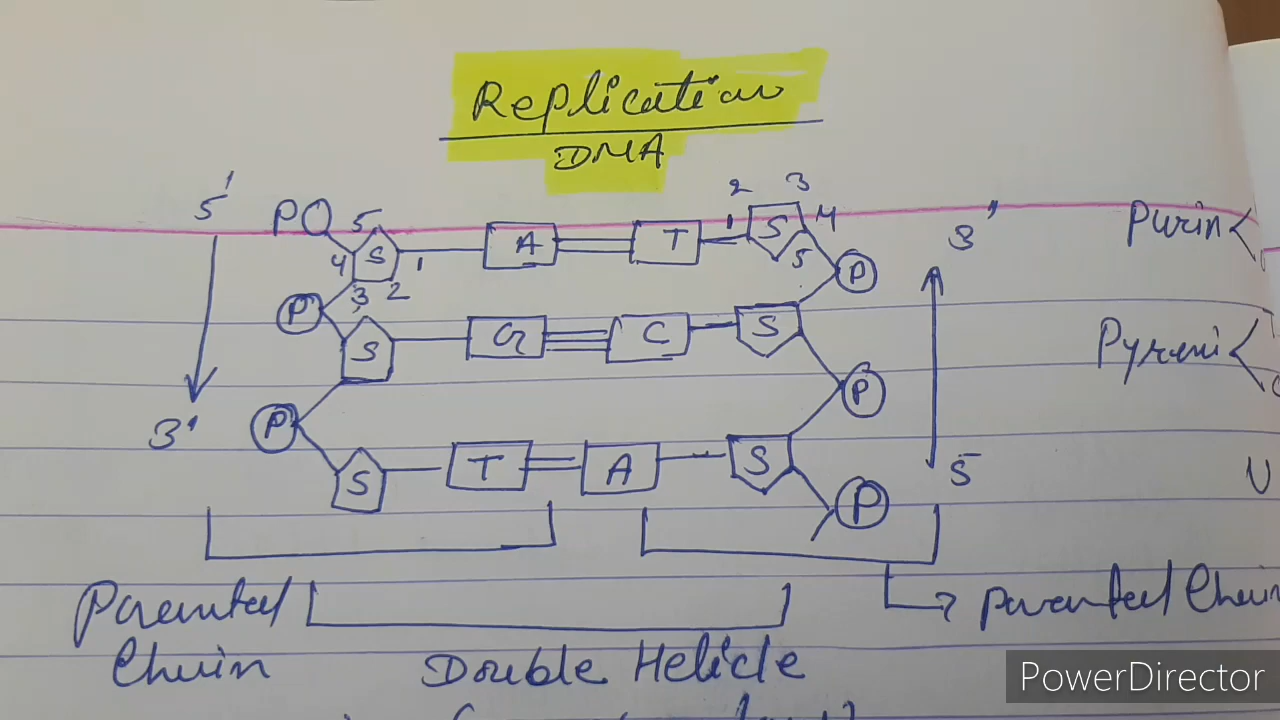 Replication
DNA
5' P 5 S 4 1 3 2 A T 2 3 1 S 4 5 3'
Purin
P S G C S P
Pyremi
3' P S T A S P 5
P
U
Parental Chain
Parental Chain
Double Helicle
PowerDirector